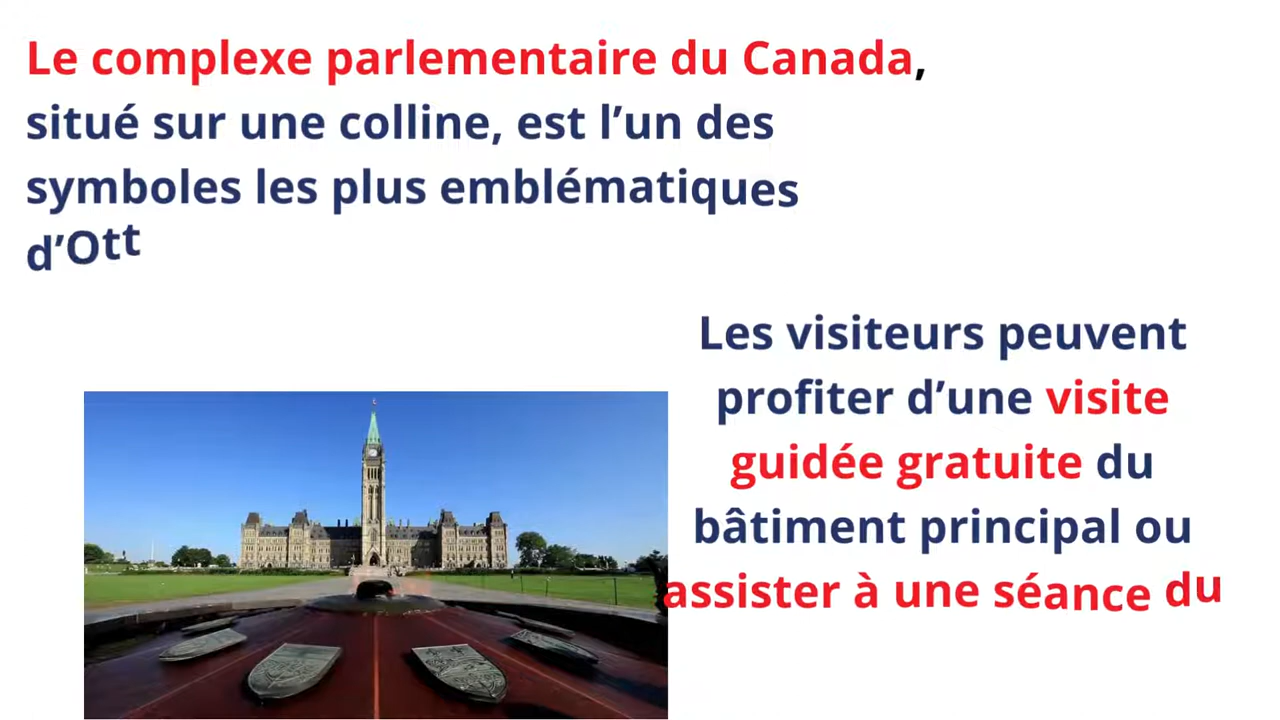 Le complexe parlementaire du Canada,
situé sur une colline, est l’un des
symboles les plus emblématiques
d’Ott
Les visiteurs peuvent
profiter d’une visite
guidée gratuite du
bâtiment principal ou
assister à une séance du